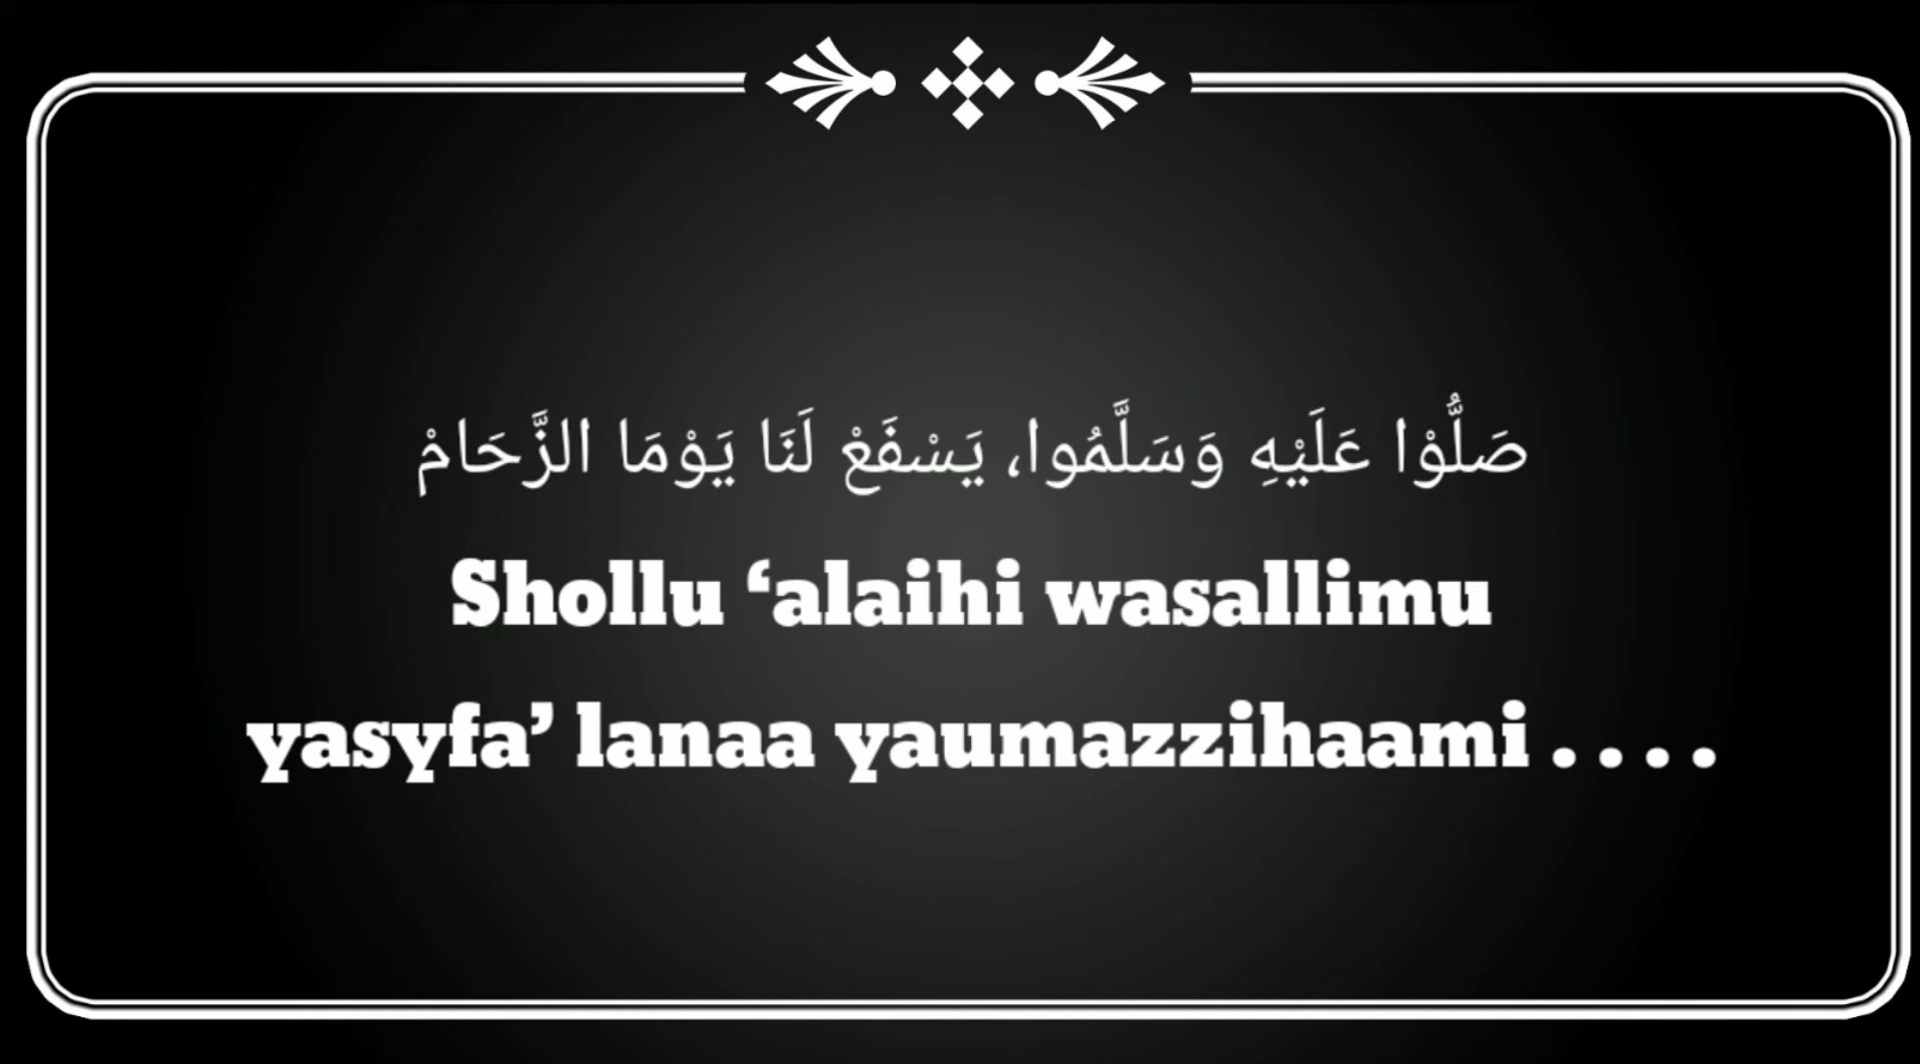 صَلُّوْا عَلَيْهِ وَسَلَّمُوا، يَسْفَعْ لَنَا يَوْمَا الزَّحَامْ
Shollu ‘alaihi wasallimu
yasyfa’ lanaa yaumazzihaami . . . .